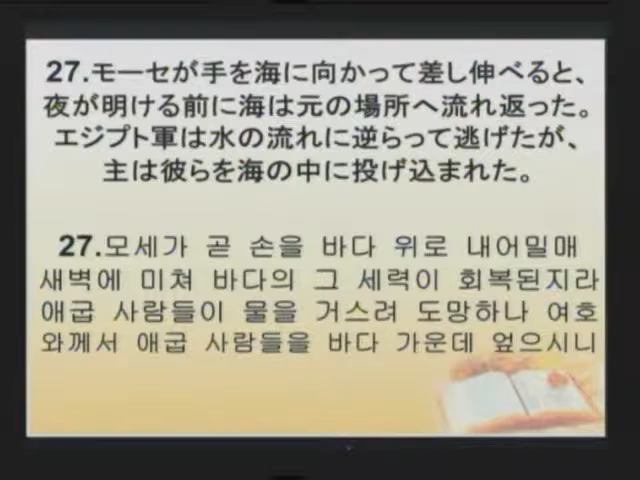 27.モーセが手を海に向かって差し伸べると、
夜が明ける前に海は元の場所へ流れ返った。
エジプト軍は水の流れに逆らって逃げたが、
主は彼らを海の中に投げ込まれた。
27.모세가 곧 손을 바다 위로 내어밀매
새벽에 미쳐 바다의 그 세력이 회복된지라
애굽 사람들이 물을 거스려 도망하나 여호
와께서 애굽 사람들을 바다 가운데 엎으시니